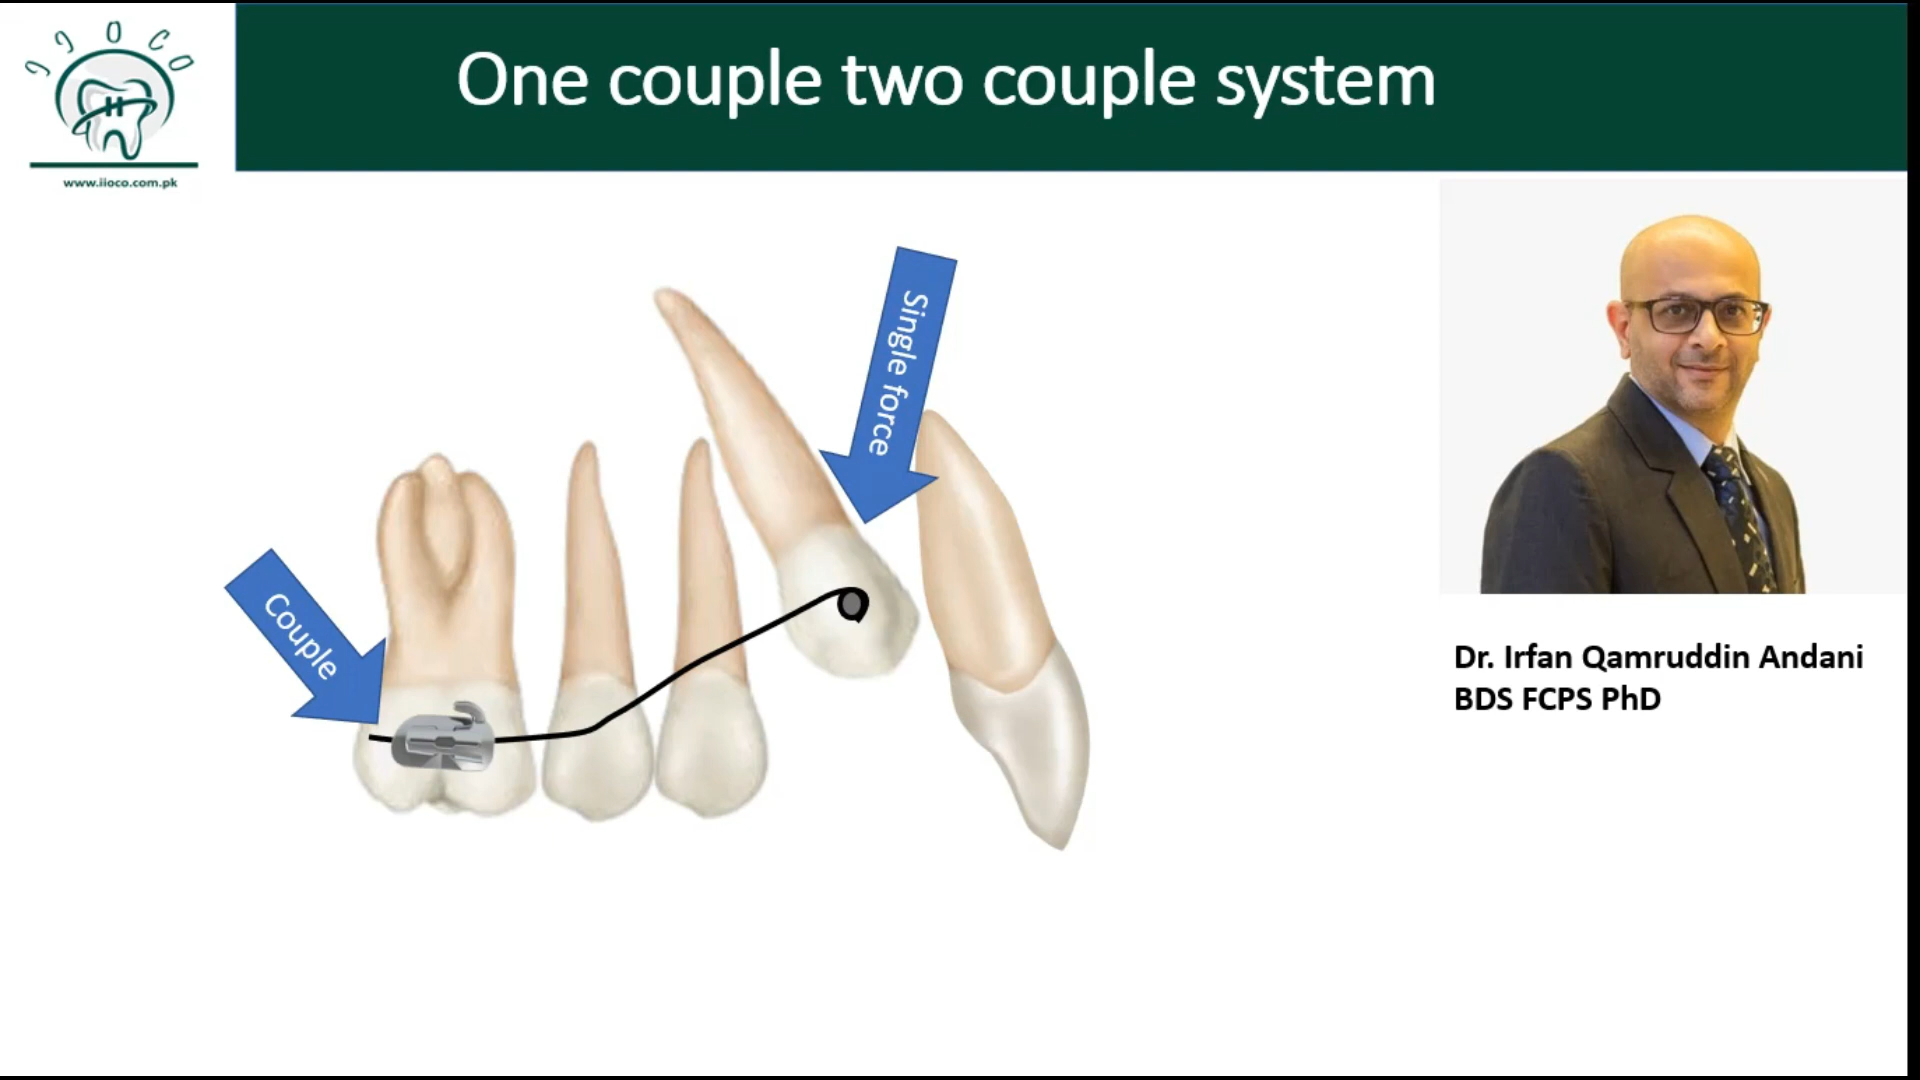 IIOCO
www.iioco.com.pk
One couple two couple system
Single force
Couple
Dr. Irfan Qamruddin Andani
BDS FCPS PhD